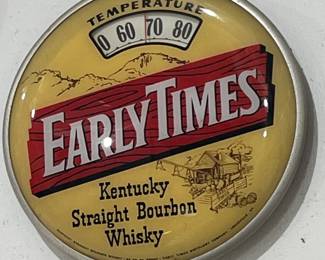 TEMPERATURE
0 60 70 80
EARLY TIMES
Kentucky
Straight Bourbon
Whisky